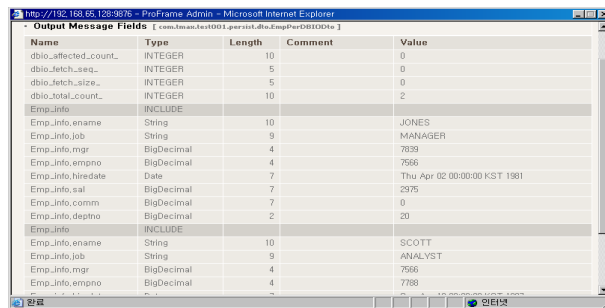 http://192,168,65,128:9876 - ProFrame Admin - Microsoft Internet Explorer
- Output Message Fields [ com.tmax.test001.persist.dto.EmpPerDBIODto ]
Name Type Length Comment Value
dbio_affected_count_ INTEGER 10 0
dbio_fetch_seq_ INTEGER 5 0
dbio_fetch_size_ INTEGER 5 0
dbio_total_count_ INTEGER 10 2
Emp_info INCLUDE
Emp_info,ename String 10 JONES
Emp_info,job String 9 MANAGER
Emp_info,mgr BigDecimal 4 7839
Emp_info,empno BigDecimal 4 7566
Emp_info,hiredate Date 7 Thu Apr 02 00:00:00 KST 1981
Emp_info,sal BigDecimal 7 2975
Emp_info,comm BigDecimal 7 0
Emp_info,deptno BigDecimal 2 20
Emp_info INCLUDE
Emp_info,ename String 10 SCOTT
Emp_info,job String 9 ANALYST
Emp_info,mgr BigDecimal 4 7566
Emp_info,empno BigDecimal 4 7788
완료 인터넷